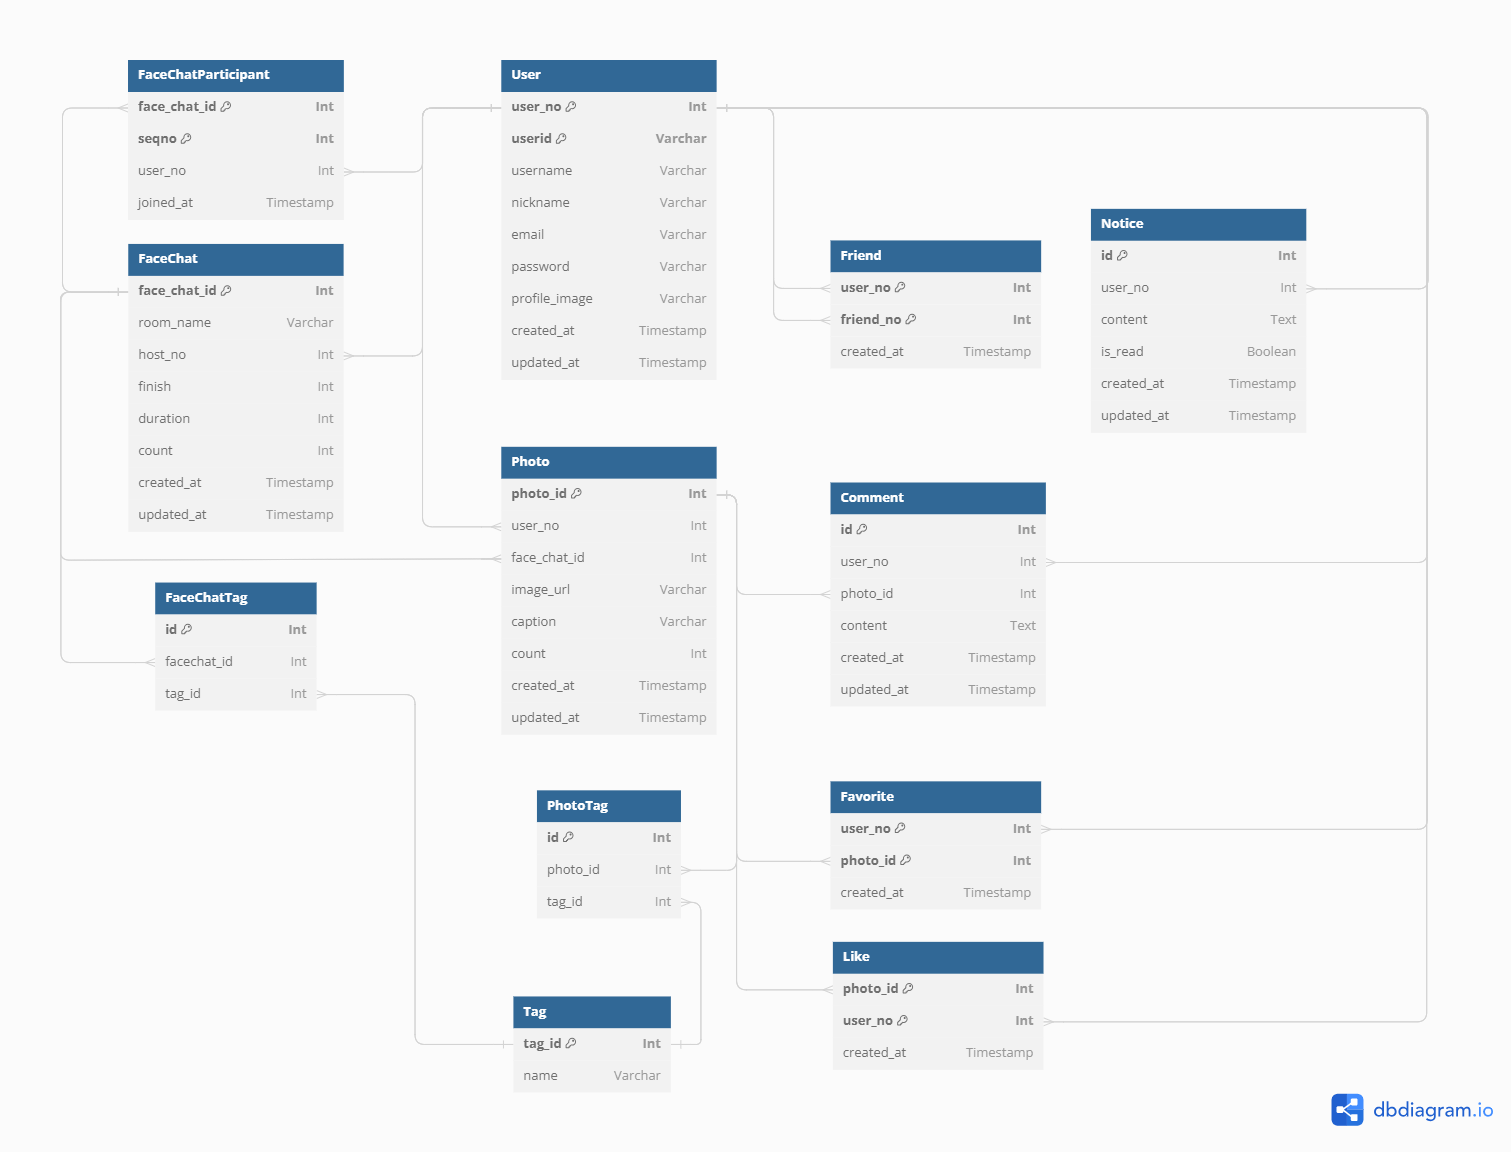 FaceChatParticipant
face_chat_id Int
seqno Int
user_no Int
joined_at Timestamp
FaceChat
face_chat_id Int
room_name Varchar
host_no Int
finish Int
duration Int
count Int
created_at Timestamp
updated_at Timestamp
FaceChatTag
id Int
facechat_id Int
tag_id Int
User
user_no Int
userid Varchar
username Varchar
nickname Varchar
email Varchar
password Varchar
profile_image Varchar
created_at Timestamp
updated_at Timestamp
Photo
photo_id Int
user_no Int
face_chat_id Int
image_url Varchar
caption Varchar
count Int
created_at Timestamp
updated_at Timestamp
PhotoTag
id Int
photo_id Int
tag_id Int
Tag
tag_id Int
name Varchar
Friend
user_no Int
friend_no Int
created_at Timestamp
Notice
id Int
user_no Int
content Text
is_read Boolean
created_at Timestamp
updated_at Timestamp
Comment
id Int
user_no Int
photo_id Int
content Text
created_at Timestamp
updated_at Timestamp
Favorite
user_no Int
photo_id Int
created_at Timestamp
Like
photo_id Int
user_no Int
created_at Timestamp
dbdiagram.io